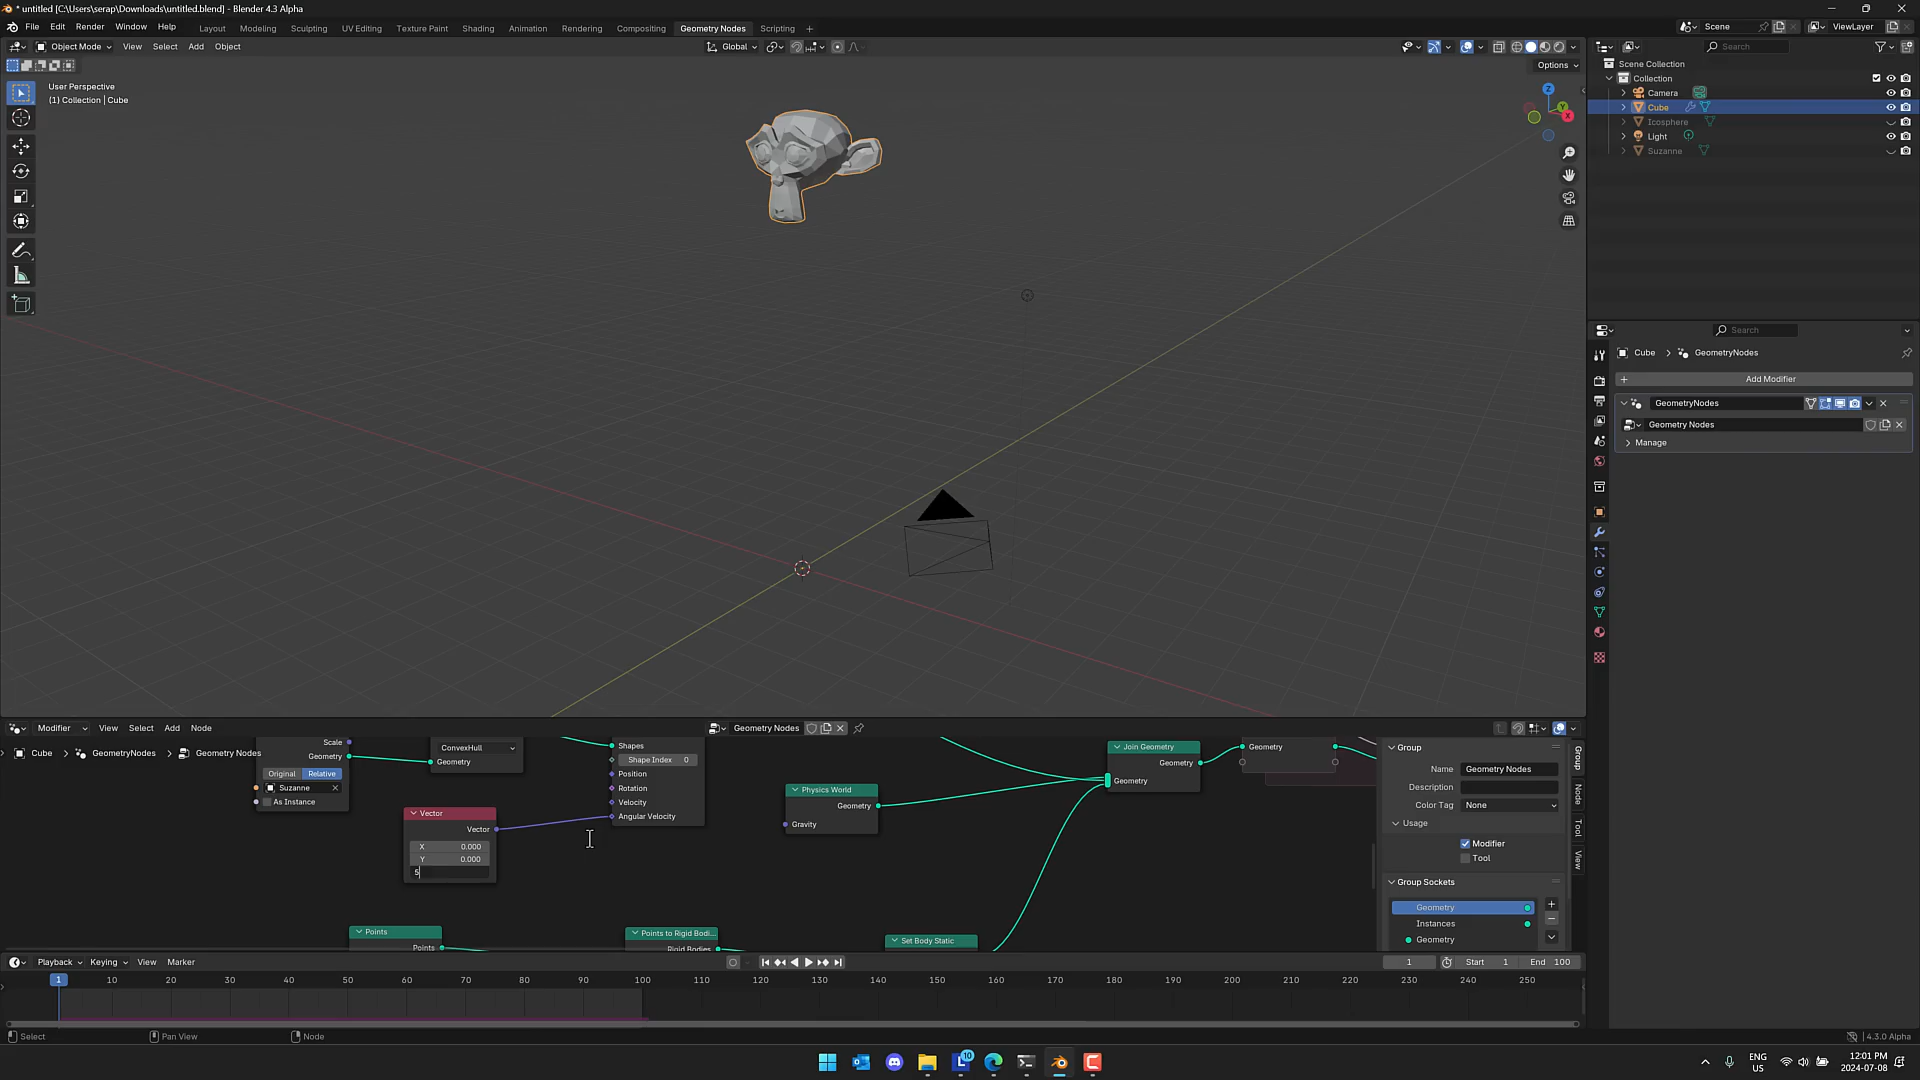 * untitled [C:\Users\serap\Downloads\untitled.blend] - Blender 4.3 Alpha
File Edit Render Window Help Layout Modeling Sculpting UV Editing Texture Paint Shading Animation Rendering Compositing Geometry Nodes Scripting + Scene ViewLayer
Object Mode View Select Add Object Global Search
Options
User Perspective
(1) Collection | Cube
Z
Y
X
Scene Collection
Collection
Camera
Cube
Icosphere
Light
Suzanne
Search
Cube > GeometryNodes
+ Add Modifier
GeometryNodes
Geometry Nodes
Manage
Modifier View Select Add Node Geometry Nodes
Cube > GeometryNodes > Geometry Nodes
Scale
Geometry
Original Relative
Suzanne
As Instance
ConvexHull
Geometry
Vector
Vector
X 0.000
Y 0.000
5
Shapes
Shape Index 0
Position
Rotation
Velocity
Angular Velocity
Physics World
Geometry
Gravity
Join Geometry
Geometry
Geometry
Geometry
Points
Points
Points to Rigid Bodi...
Rigid Bodies
Set Body Static
Group
Name Geometry Nodes
Description
Color Tag None
Usage
Modifier
Tool
Group Sockets
Geometry
Instances
Geometry
Group
Node
Tool
View
Playback Keying View Marker 1 Start 1 End 100
1 10 20 30 40 50 60 70 80 90 100 110 120 130 140 150 160 170 180 190 200 210 220 230 240 250
Select Pan View Node 4.3.0 Alpha
10
ENG
US
12:01 PM
2024-07-08